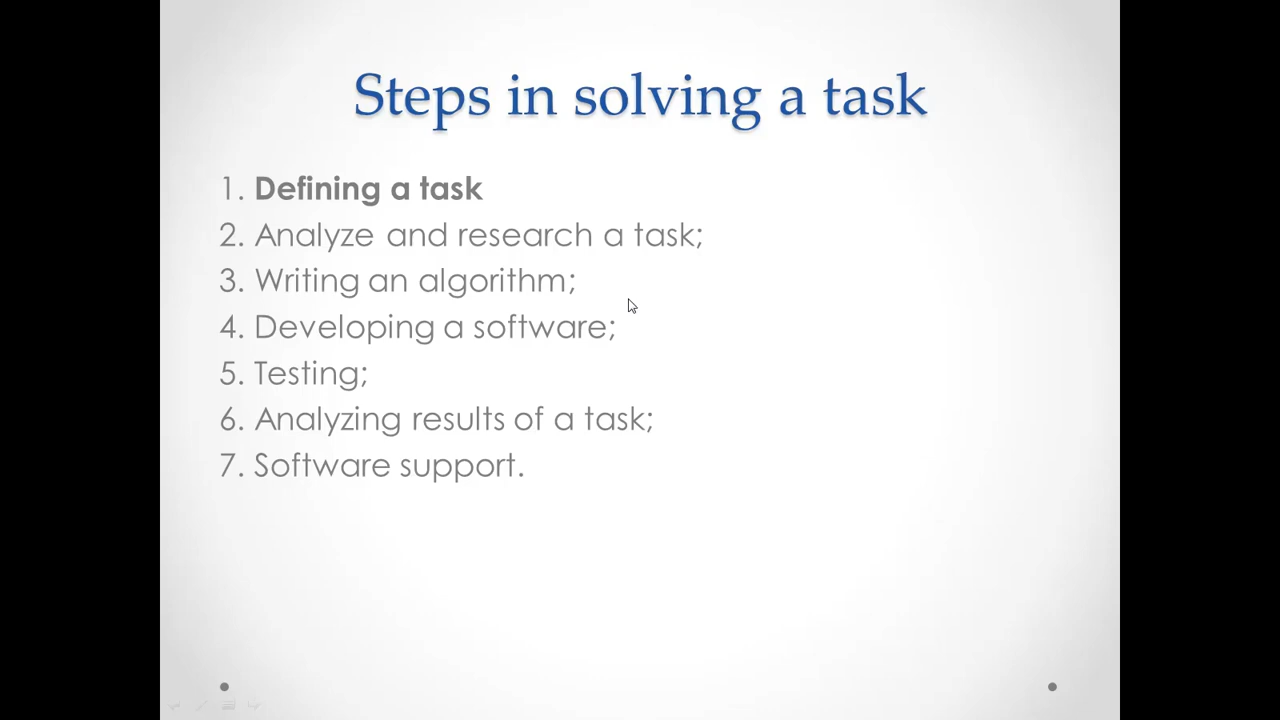 Steps in solving a task
1. Defining a task
2. Analyze and research a task;
3. Writing an algorithm;
4. Developing a software;
5. Testing;
6. Analyzing results of a task;
7. Software support.